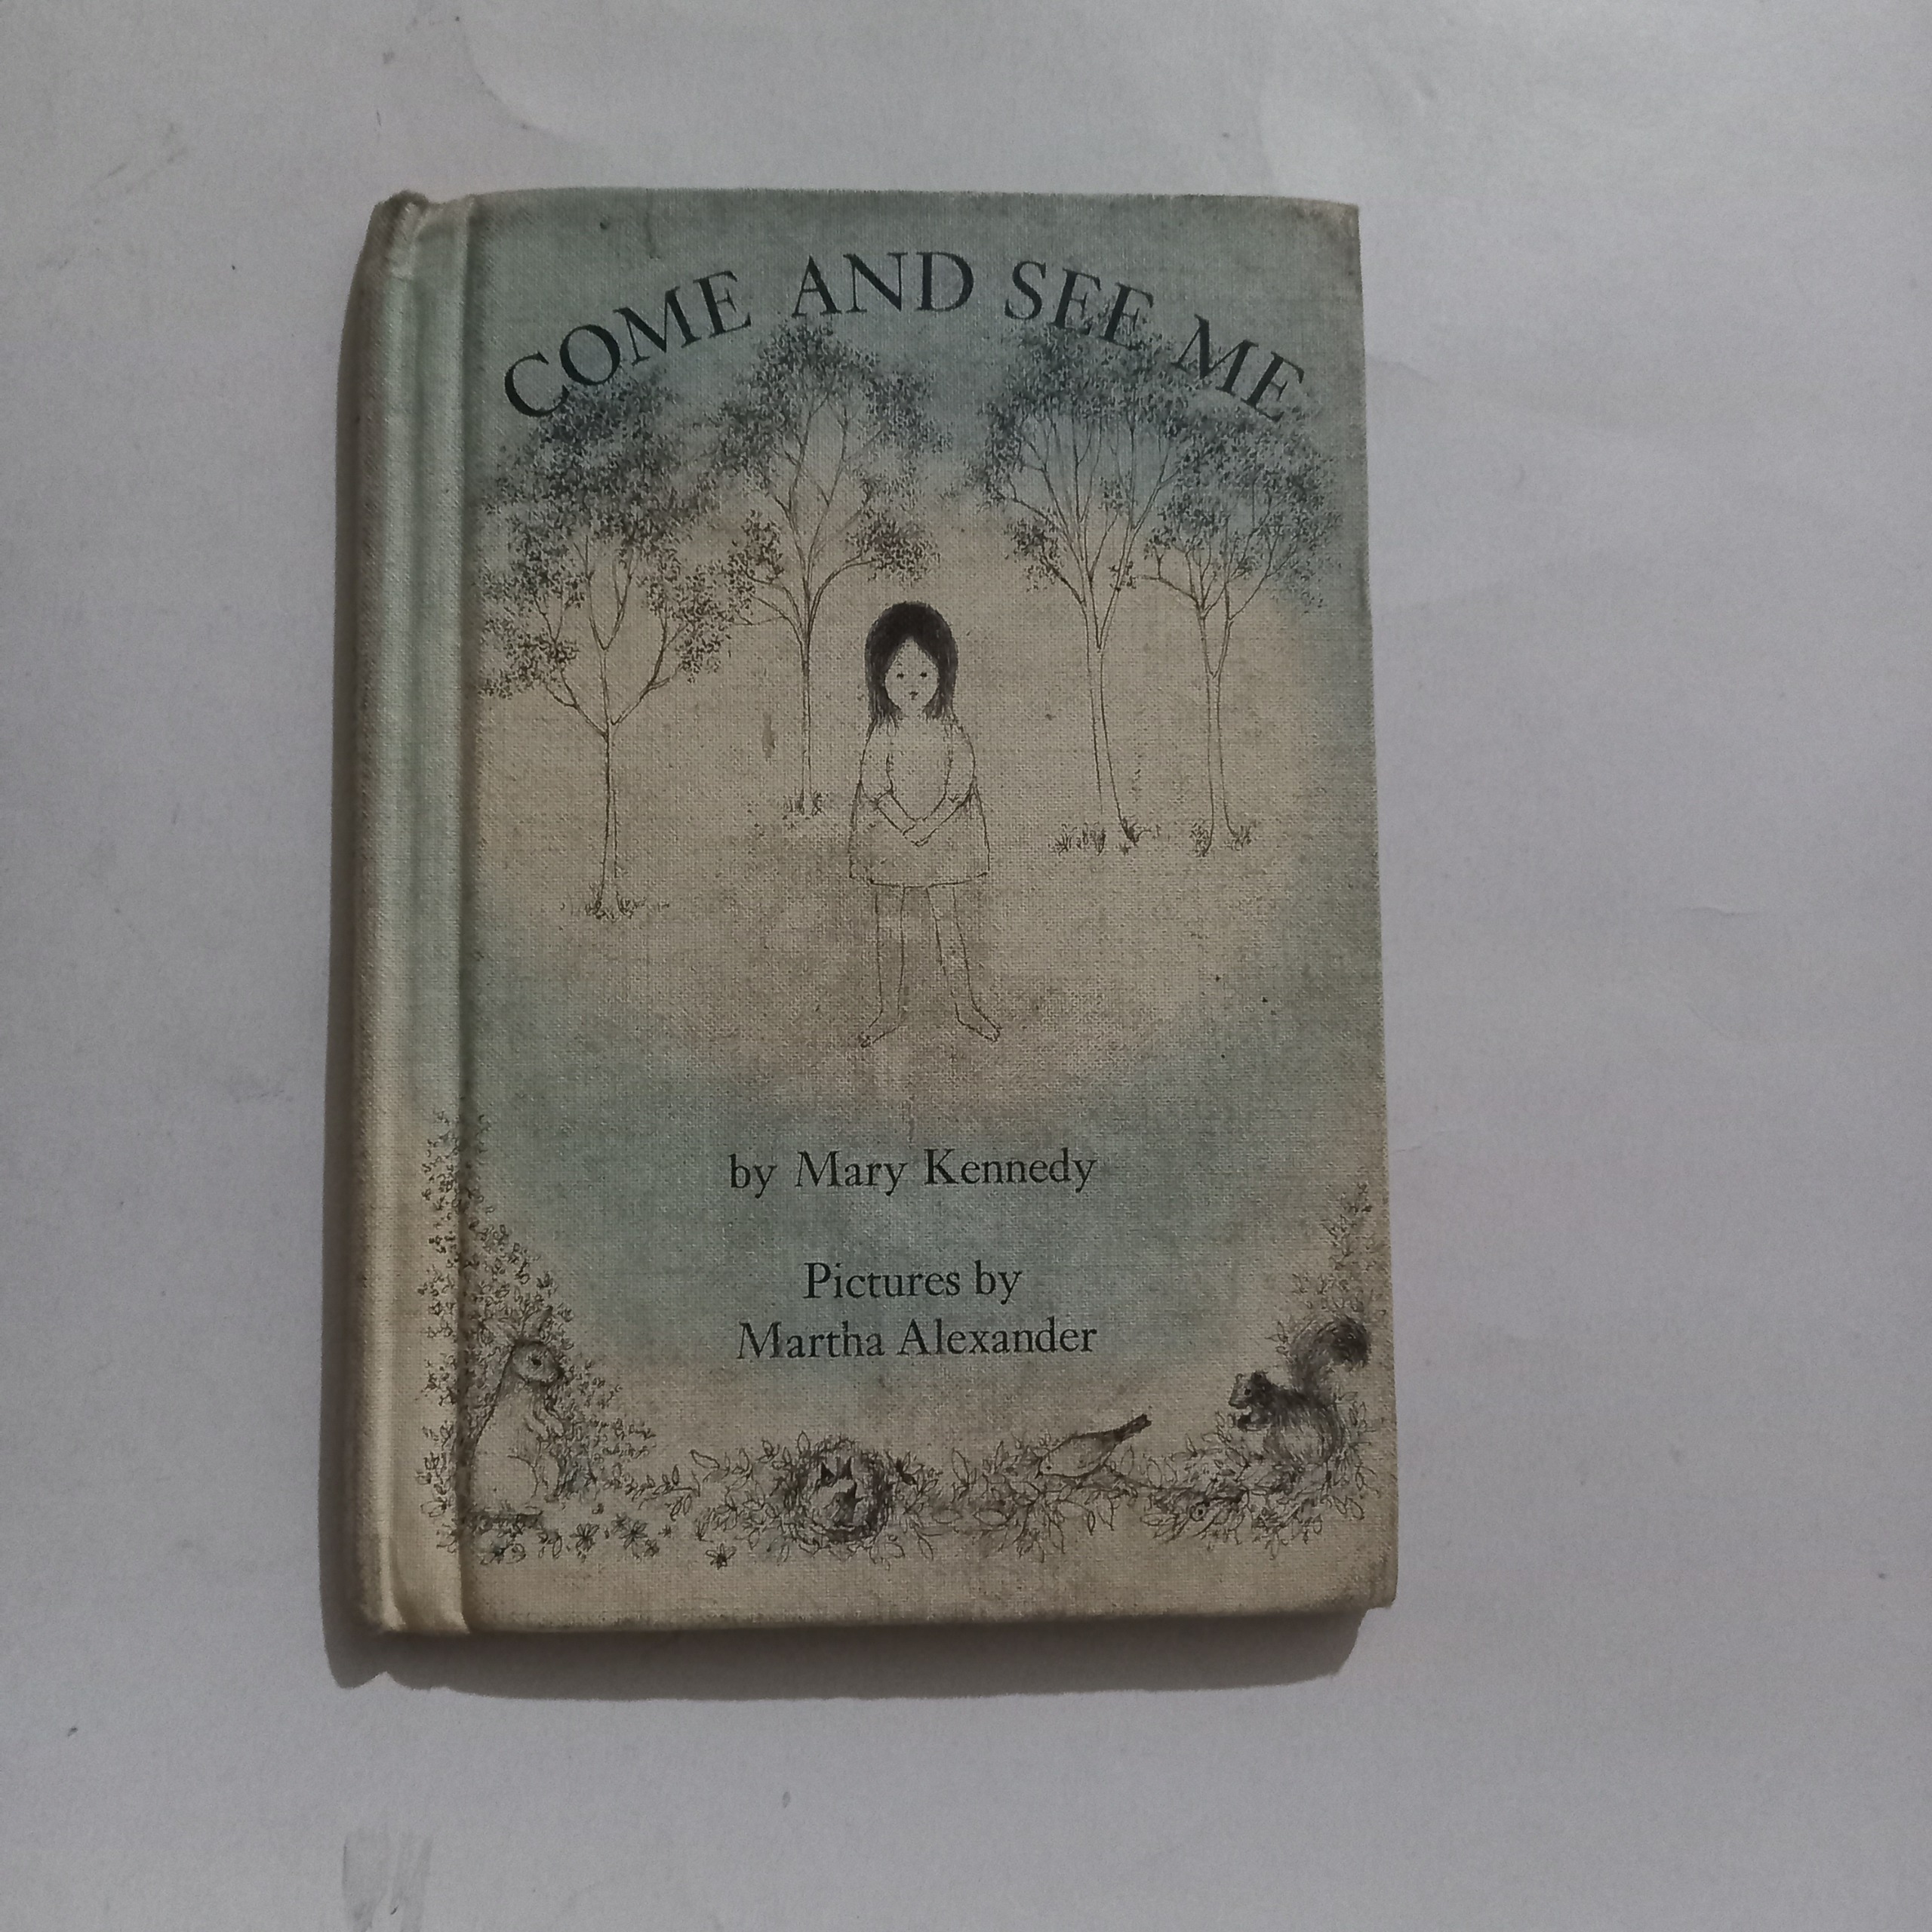 COME AND SEE ME
by Mary Kennedy
Pictures by
Martha Alexander